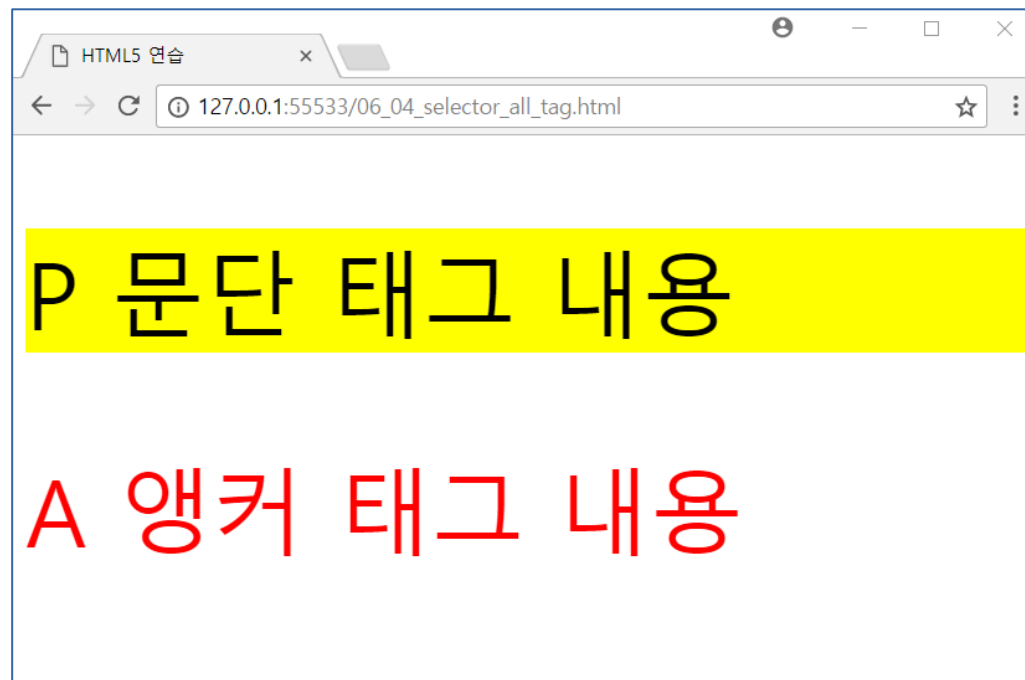 HTML5 연습
127.0.0.1:55533/06_04_selector_all_tag.html
P 문단 태그 내용
A 앵커 태그 내용